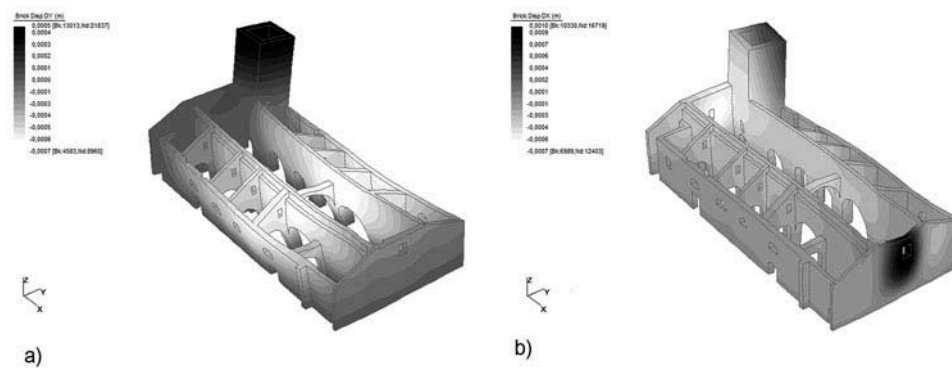 Brick Disp:DY (m)
0,0005 [Bk:13013,Nd:21837]
0,0004
0,0003
0,0002
0,0001
-0,0000
-0,0001
-0,0003
-0,0004
-0,0005
-0,0006
-0,0007 [Bk:4583,Nd:8960]
Z
Y
X
a)
Brick Disp:DX (m)
0,0010 [Bk:10330,Nd:16719]
0,0009
0,0007
0,0005
0,0004
0,0002
0,0001
-0,0001
-0,0003
-0,0004
-0,0006
-0,0007 [Bk:6989,Nd:12403]
Z
Y
X
b)